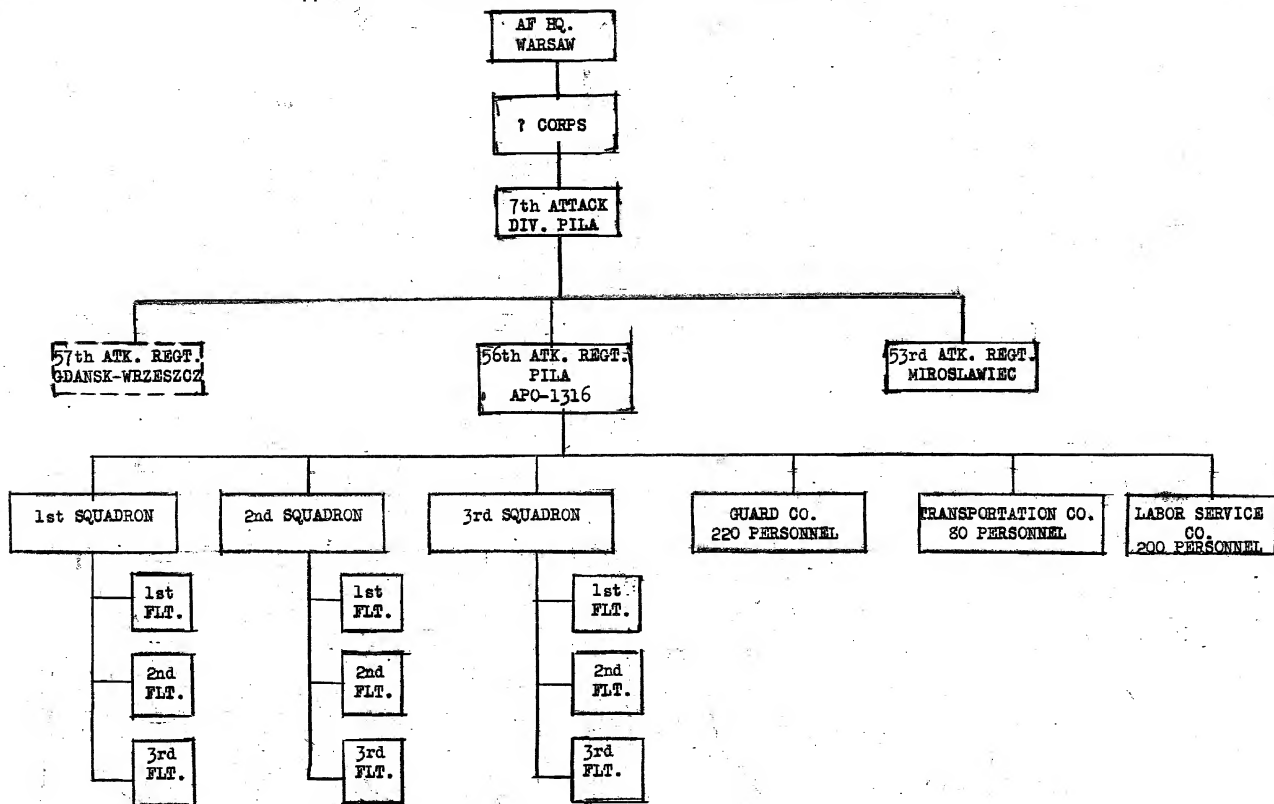 AF HQ.
WARSAW
? CORPS
7th ATTACK
DIV. PILA
57th ATK. REGT.
GDANSK-WRZESZCZ
56th ATK. REGT.
PILA
APO-1316
53rd ATK. REGT.
MIROSLAWIEC
1st SQUADRON
2nd SQUADRON
3rd SQUADRON
GUARD CO.
220 PERSONNEL
TRANSPORTATION CO.
80 PERSONNEL
LABOR SERVICE
CO.
200 PERSONNEL
1st
FLT.
2nd
FLT.
3rd
FLT.
1st
FLT.
2nd
FLT.
3rd
FLT.
1st
FLT.
2nd
FLT.
3rd
FLT.